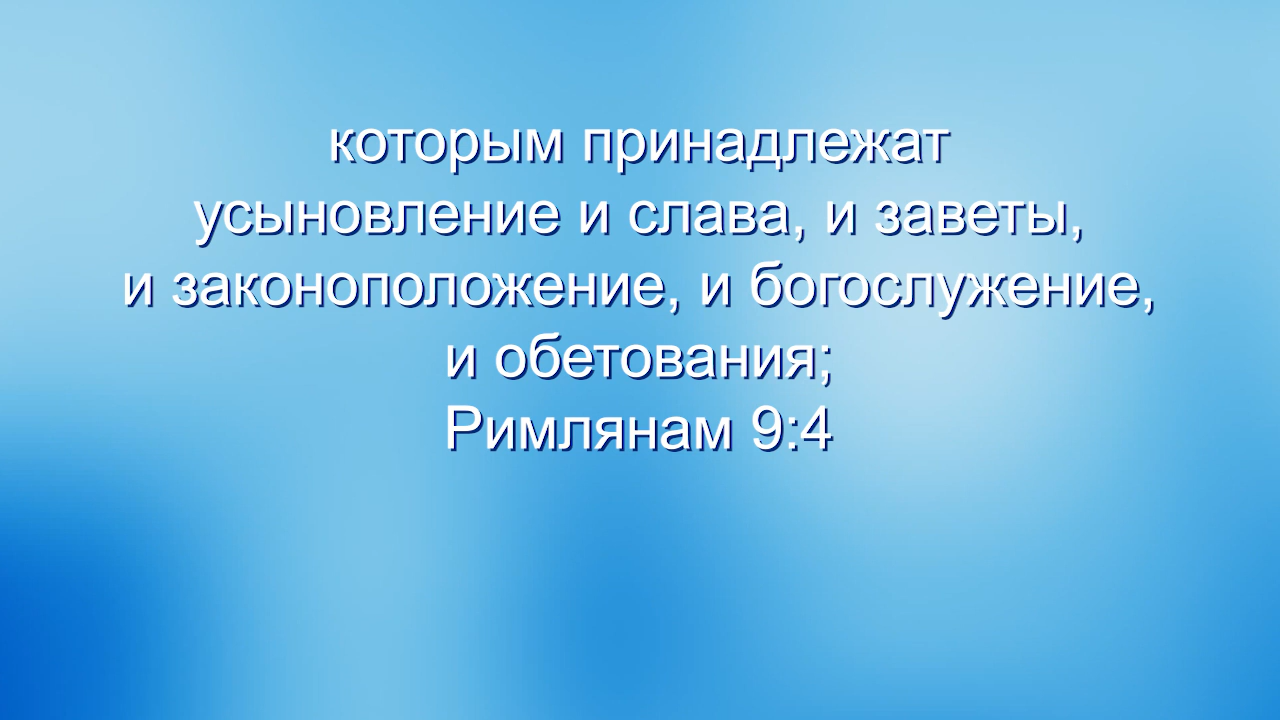 которым принадлежат
усыновление и слава, и заветы,
и законоположение, и богослужение,
и обетования;
Римлянам 9:4